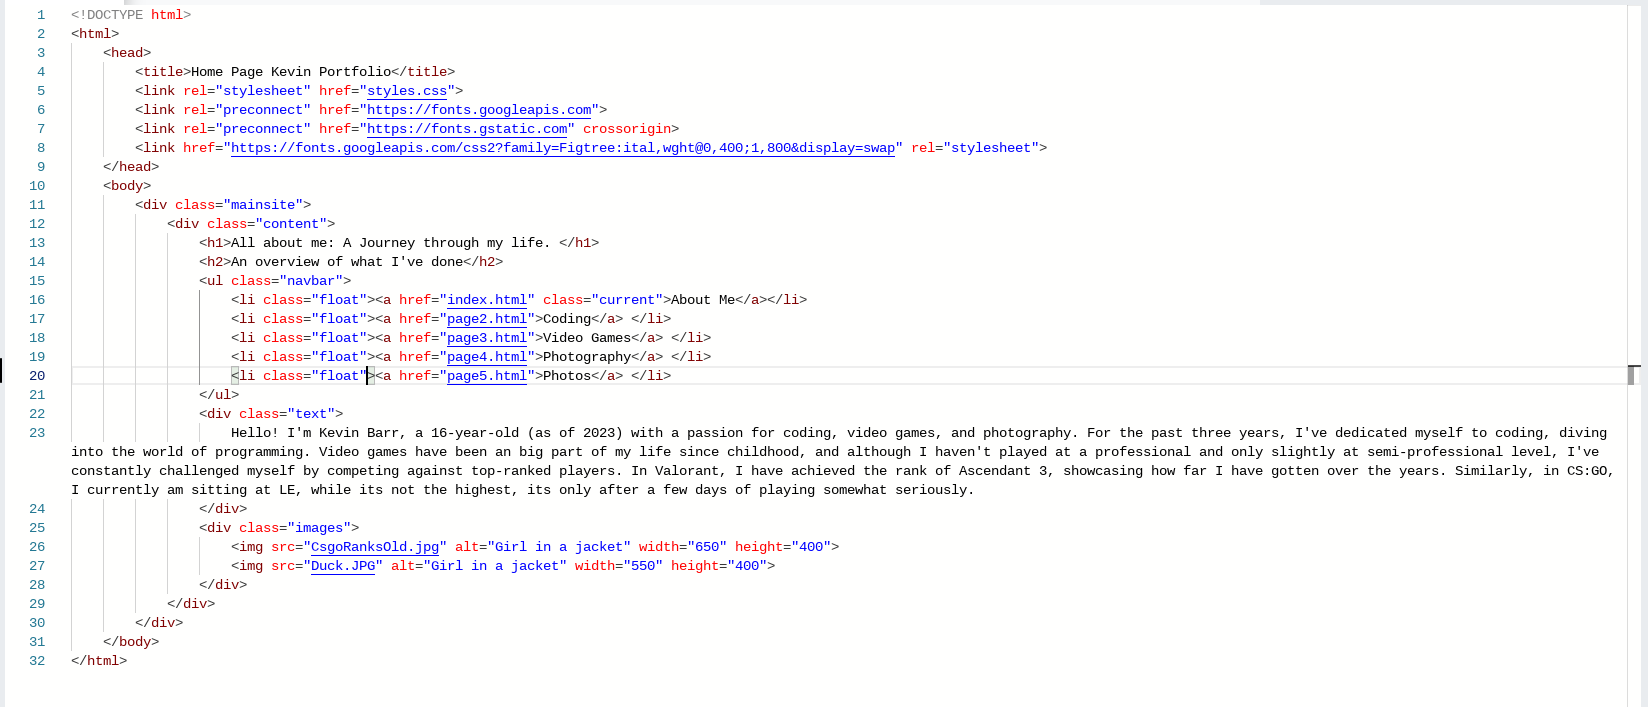 1 <!DOCTYPE html>
2 <html>
3 <head>
4 <title>Home Page Kevin Portfolio</title>
5 <link rel="stylesheet" href="styles.css">
6 <link rel="preconnect" href="https://fonts.googleapis.com">
7 <link rel="preconnect" href="https://fonts.gstatic.com" crossorigin>
8 <link href="https://fonts.googleapis.com/css2?family=Figtree:ital,wght@0,400;1,800&display=swap" rel="stylesheet">
9 </head>
10 <body>
11 <div class="mainsite">
12 <div class="content">
13 <h1>All about me: A Journey through my life. </h1>
14 <h2>An overview of what I've done</h2>
15 <ul class="navbar">
16 <li class="float"><a href="index.html" class="current">About Me</a></li>
17 <li class="float"><a href="page2.html">Coding</a> </li>
18 <li class="float"><a href="page3.html">Video Games</a> </li>
19 <li class="float"><a href="page4.html">Photography</a> </li>
20 <li class="float"><a href="page5.html">Photos</a> </li>
21 </ul>
22 <div class="text">
23 Hello! I'm Kevin Barr, a 16-year-old (as of 2023) with a passion for coding, video games, and photography. For the past three years, I've dedicated myself to coding, diving
into the world of programming. Video games have been an big part of my life since childhood, and although I haven't played at a professional and only slightly at semi-professional level, I've
constantly challenged myself by competing against top-ranked players. In Valorant, I have achieved the rank of Ascendant 3, showcasing how far I have gotten over the years. Similarly, in CS:GO,
I currently am sitting at LE, while its not the highest, its only after a few days of playing somewhat seriously.
24 </div>
25 <div class="images">
26 <img src="CsgoRanksOld.jpg" alt="Girl in a jacket" width="650" height="400">
27 <img src="Duck.JPG" alt="Girl in a jacket" width="550" height="400">
28 </div>
29 </div>
30 </div>
31 </body>
32 </html>